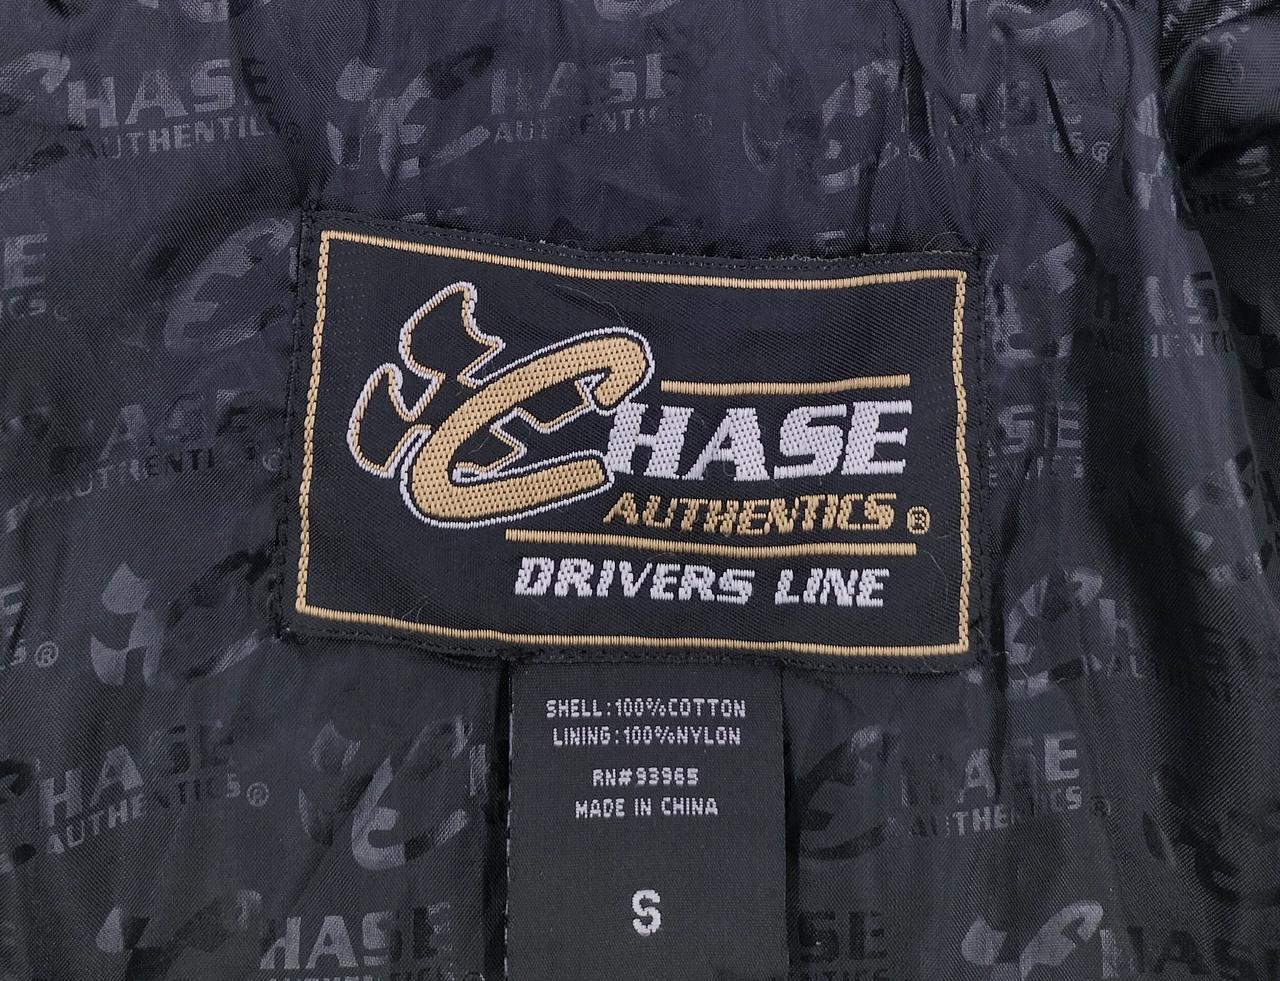 CHASE
AUTHENTICS®
DRIVERS LINE
SHELL:100%COTTON
LINING:100%NYLON
RN#93965
MADE IN CHINA
S